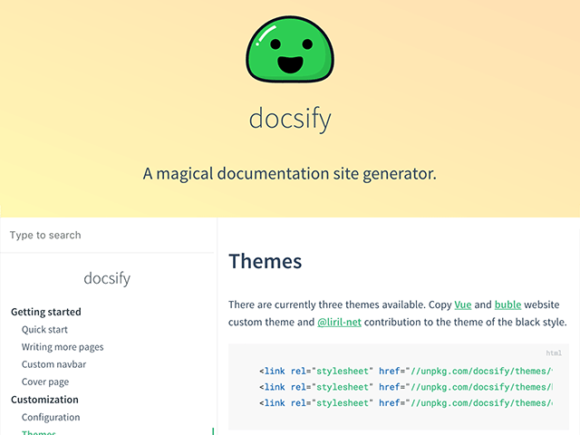 docsify
A magical documentation site generator.
Type to search
docsify
Getting started
Quick start
Writing more pages
Custom navbar
Cover page
Customization
Configuration
Themes
Themes
There are currently three themes available. Copy Vue and buble website
custom theme and @liril-net contribution to the theme of the black style.
html
<link rel="stylesheet" href="//unpkg.com/docsify/themes/
<link rel="stylesheet" href="//unpkg.com/docsify/themes/
<link rel="stylesheet" href="//unpkg.com/docsify/themes/